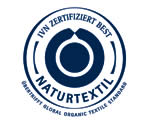 IVN ZERTIFIZIERT BEST
NATURTEXTIL
ÜBERTRIFFT GLOBAL ORGANIC TEXTILE STANDARD